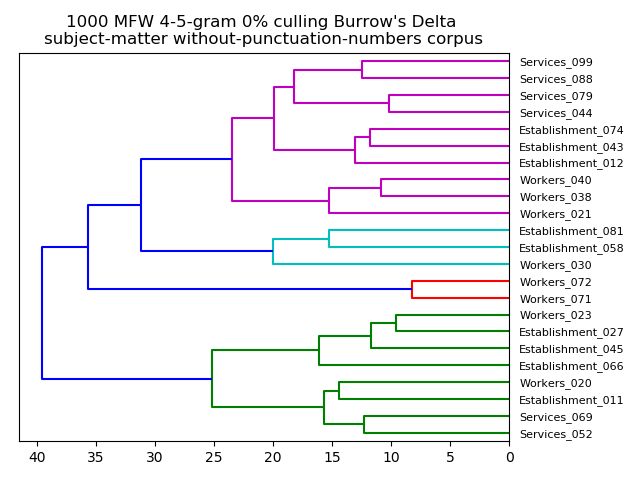 1000 MFW 4-5-gram 0% culling Burrow's Delta
subject-matter without-punctuation-numbers corpus
Services_099
Services_088
Services_079
Services_044
Establishment_074
Establishment_043
Establishment_012
Workers_040
Workers_038
Workers_021
Establishment_081
Establishment_058
Workers_030
Workers_072
Workers_071
Workers_023
Establishment_027
Establishment_045
Establishment_066
Workers_020
Establishment_011
Services_069
Services_052
40 35 30 25 20 15 10 5 0